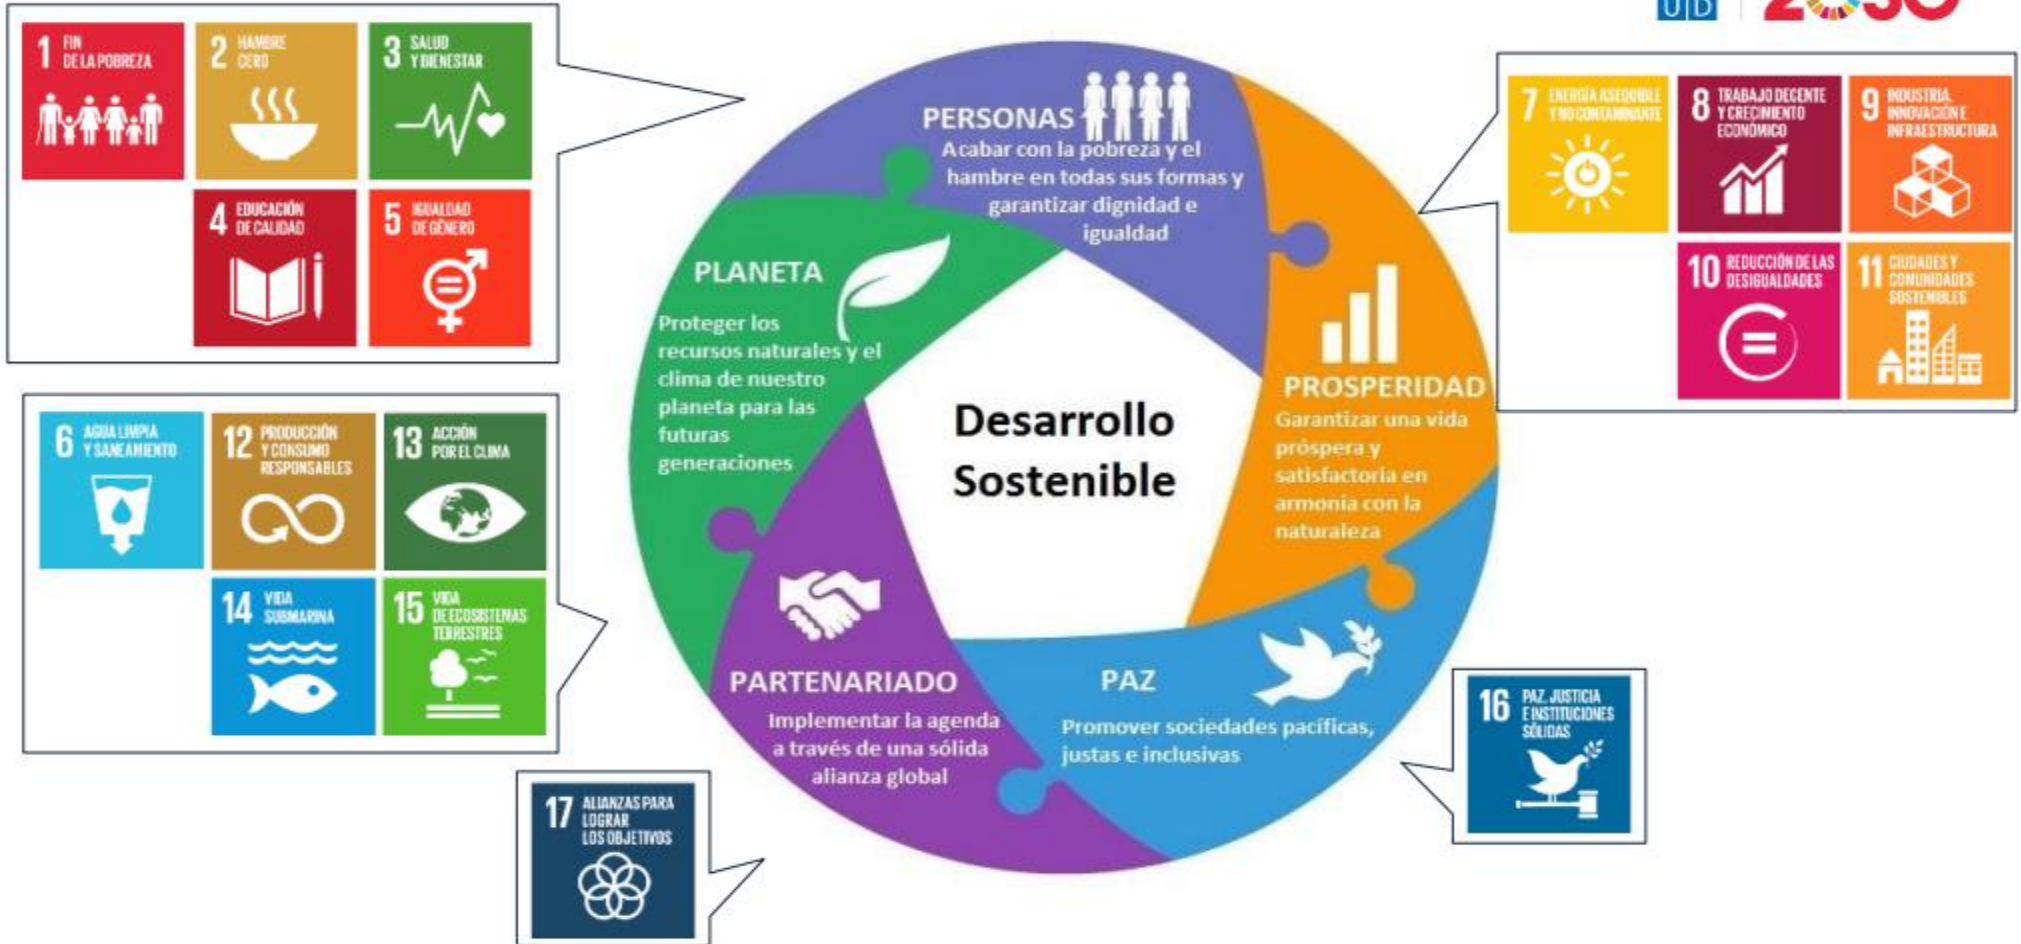 UD
2030
1 FIN
DE LA POBREZA
2 HAMBRE
CERO
3 SALUD
Y BIENESTAR
4 EDUCACIÓN
DE CALIDAD
5 IGUALDAD
DE GÉNERO
PERSONAS
Acabar con la pobreza y el
hambre en todas sus formas y
garantizar dignidad e
igualdad
7 ENERGÍA ASEQUIBLE
Y NO CONTAMINANTE
8 TRABAJO DECENTE
Y CRECIMIENTO
ECONÓMICO
9 INDUSTRIA,
INNOVACIÓN E
INFRAESTRUCTURA
10 REDUCCIÓN DE LAS
DESIGUALDADES
11 CIUDADES Y
COMUNIDADES
SOSTENIBLES
PLANETA
Proteger los
recursos naturales y el
clima de nuestro
planeta para las
futuras
generaciones
Desarrollo
Sostenible
PROSPERIDAD
Garantizar una vida
próspera y
satisfactoria en
armonía con la
naturaleza
6 AGUA LIMPIA
Y SANEAMIENTO
12 PRODUCCIÓN
Y CONSUMO
RESPONSABLES
13 ACCIÓN
POR EL CLIMA
14 VIDA
SUBMARINA
15 VIDA
DE ECOSISTEMAS
TERRESTRES
PARTENARIADO
Implementar la agenda
a través de una sólida
alianza global
PAZ
Promover sociedades pacíficas,
justas e inclusivas
16 PAZ, JUSTICIA
E INSTITUCIONES
SÓLIDAS
17 ALIANZAS PARA
LOGRAR
LOS OBJETIVOS